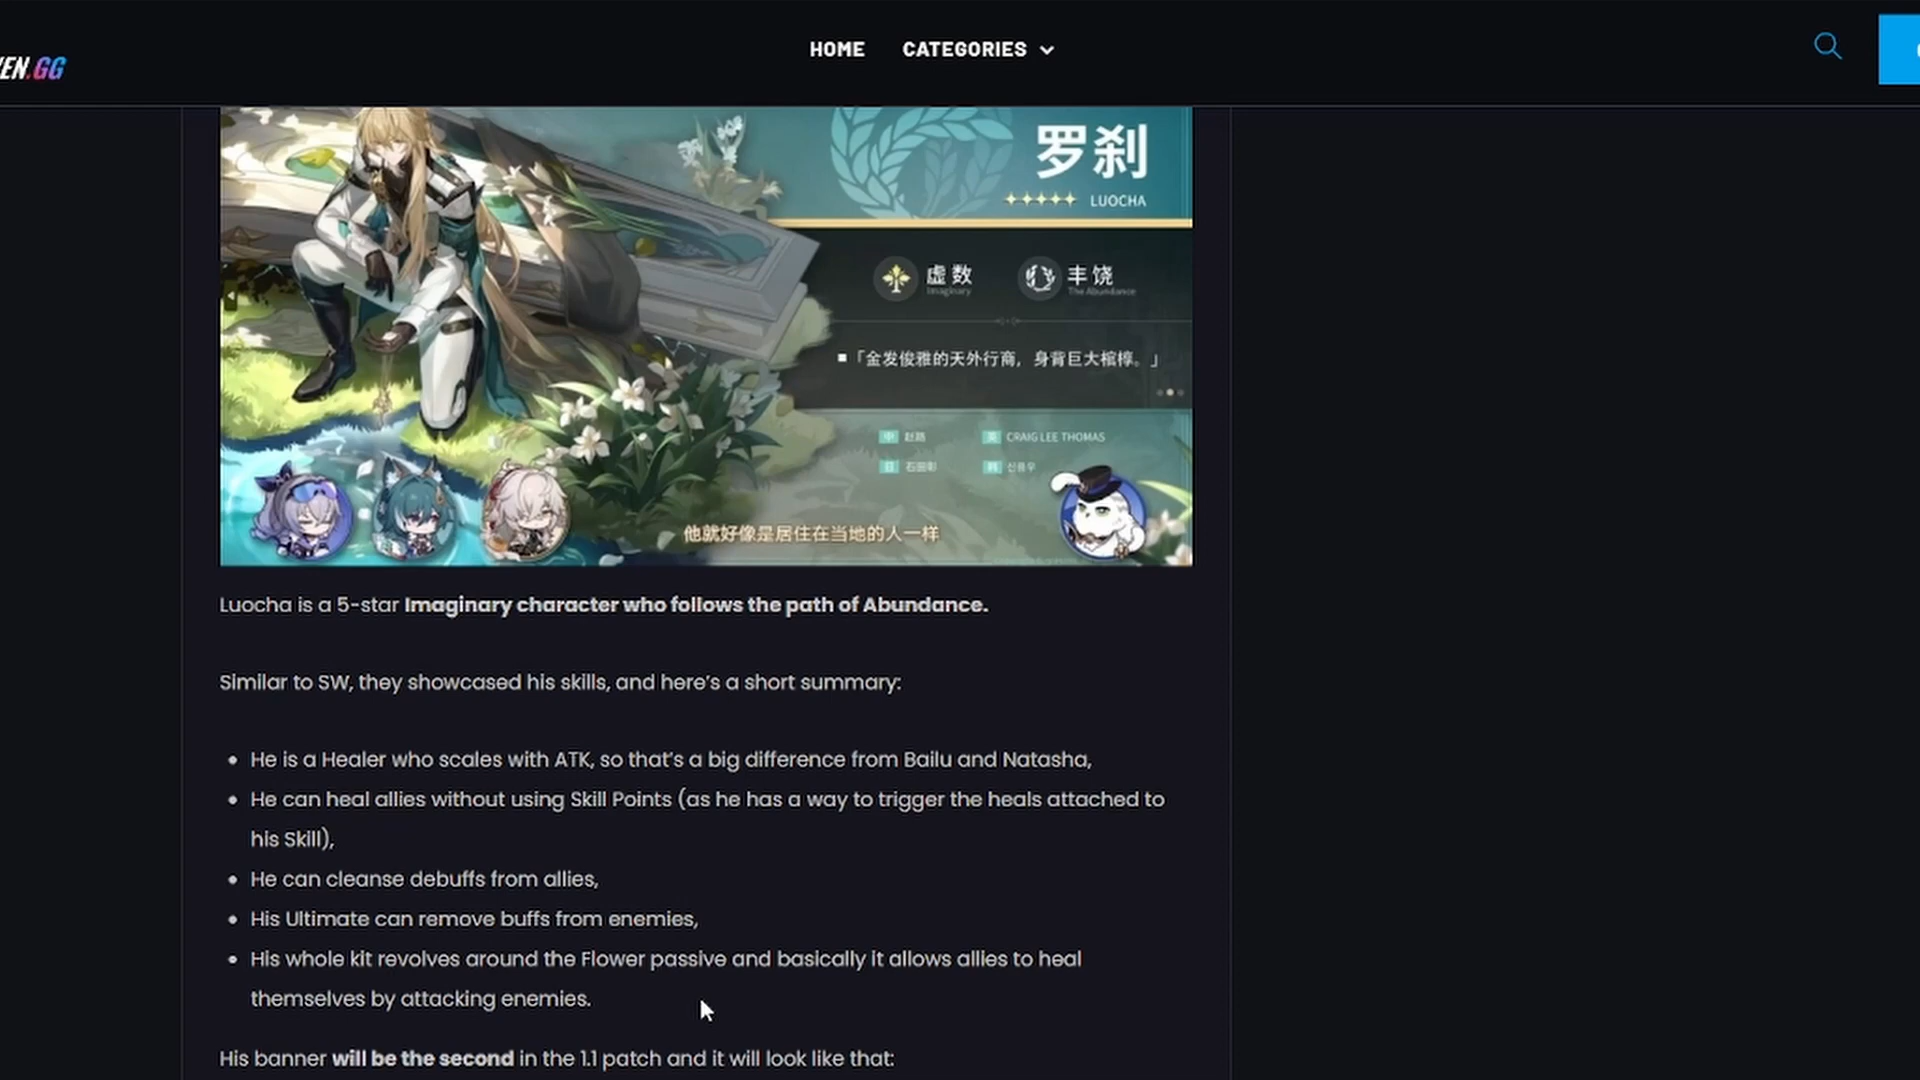 EN.GG
HOME
CATEGORIES
罗刹
LUOCHA
虚数
Imaginary
丰饶
The Abundance
「金发俊雅的天外行商，身背巨大棺椁。」
中 赵路
英 CRAIG LEE THOMAS
日 石田彰
韩 신용우
他就好像是居住在当地的人一样
Luocha is a 5-star Imaginary character who follows the path of Abundance.
Similar to SW, they showcased his skills, and here's a short summary:
He is a Healer who scales with ATK, so that's a big difference from Bailu and Natasha,
He can heal allies without using Skill Points (as he has a way to trigger the heals attached to
his Skill),
He can cleanse debuffs from allies,
His Ultimate can remove buffs from enemies,
His whole kit revolves around the Flower passive and basically it allows allies to heal
themselves by attacking enemies.
His banner will be the second in the 1.1 patch and it will look like that: